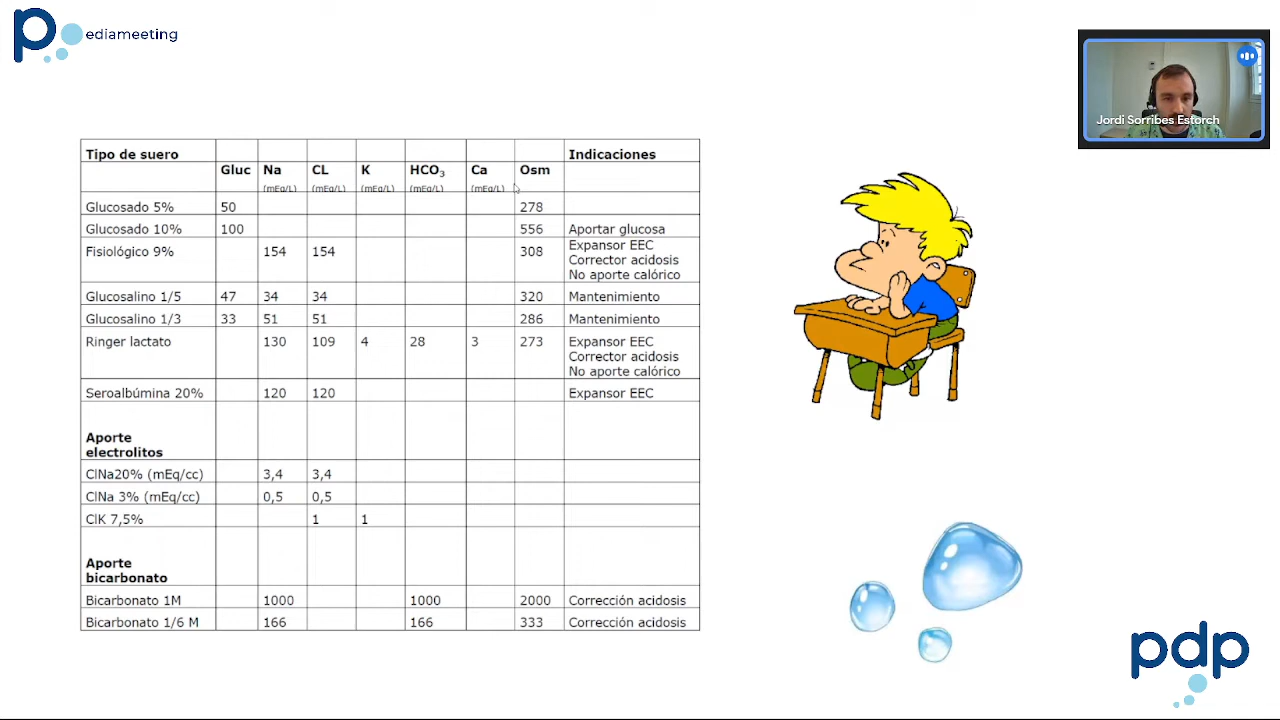 pediameeting
Jordi Sorribes Estorch
Tipo de suero Indicaciones
Gluc Na CL K HCO₃ Ca Osm
(mEq/L) (mEq/L) (mEq/L) (mEq/L) (mEq/L)
Glucosado 5% 50 278
Glucosado 10% 100 556 Aportar glucosa
Fisiológico 9% 154 154 308 Expansor EEC
Corrector acidosis
No aporte calórico
Glucosalino 1/5 47 34 34 320 Mantenimiento
Glucosalino 1/3 33 51 51 286 Mantenimiento
Ringer lactato 130 109 4 28 3 273 Expansor EEC
Corrector acidosis
No aporte calórico
Seroalbúmina 20% 120 120 Expansor EEC
Aporte
electrolitos
ClNa20% (mEq/cc) 3,4 3,4
ClNa 3% (mEq/cc) 0,5 0,5
ClK 7,5% 1 1
Aporte
bicarbonato
Bicarbonato 1M 1000 1000 2000 Corrección acidosis
Bicarbonato 1/6 M 166 166 333 Corrección acidosis
pdp